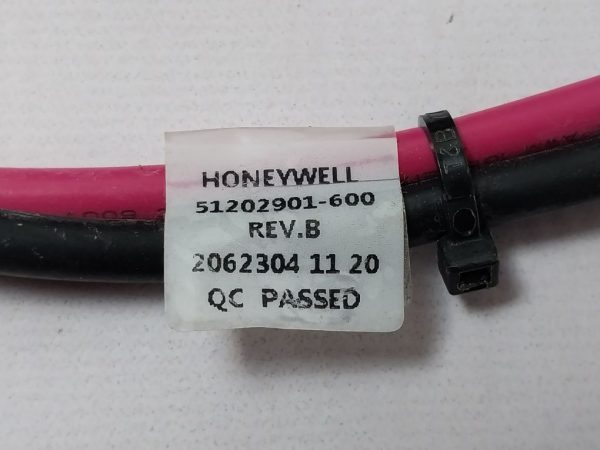 HONEYWELL
51202901-600
REV.B
2062304 11 20
QC PASSED